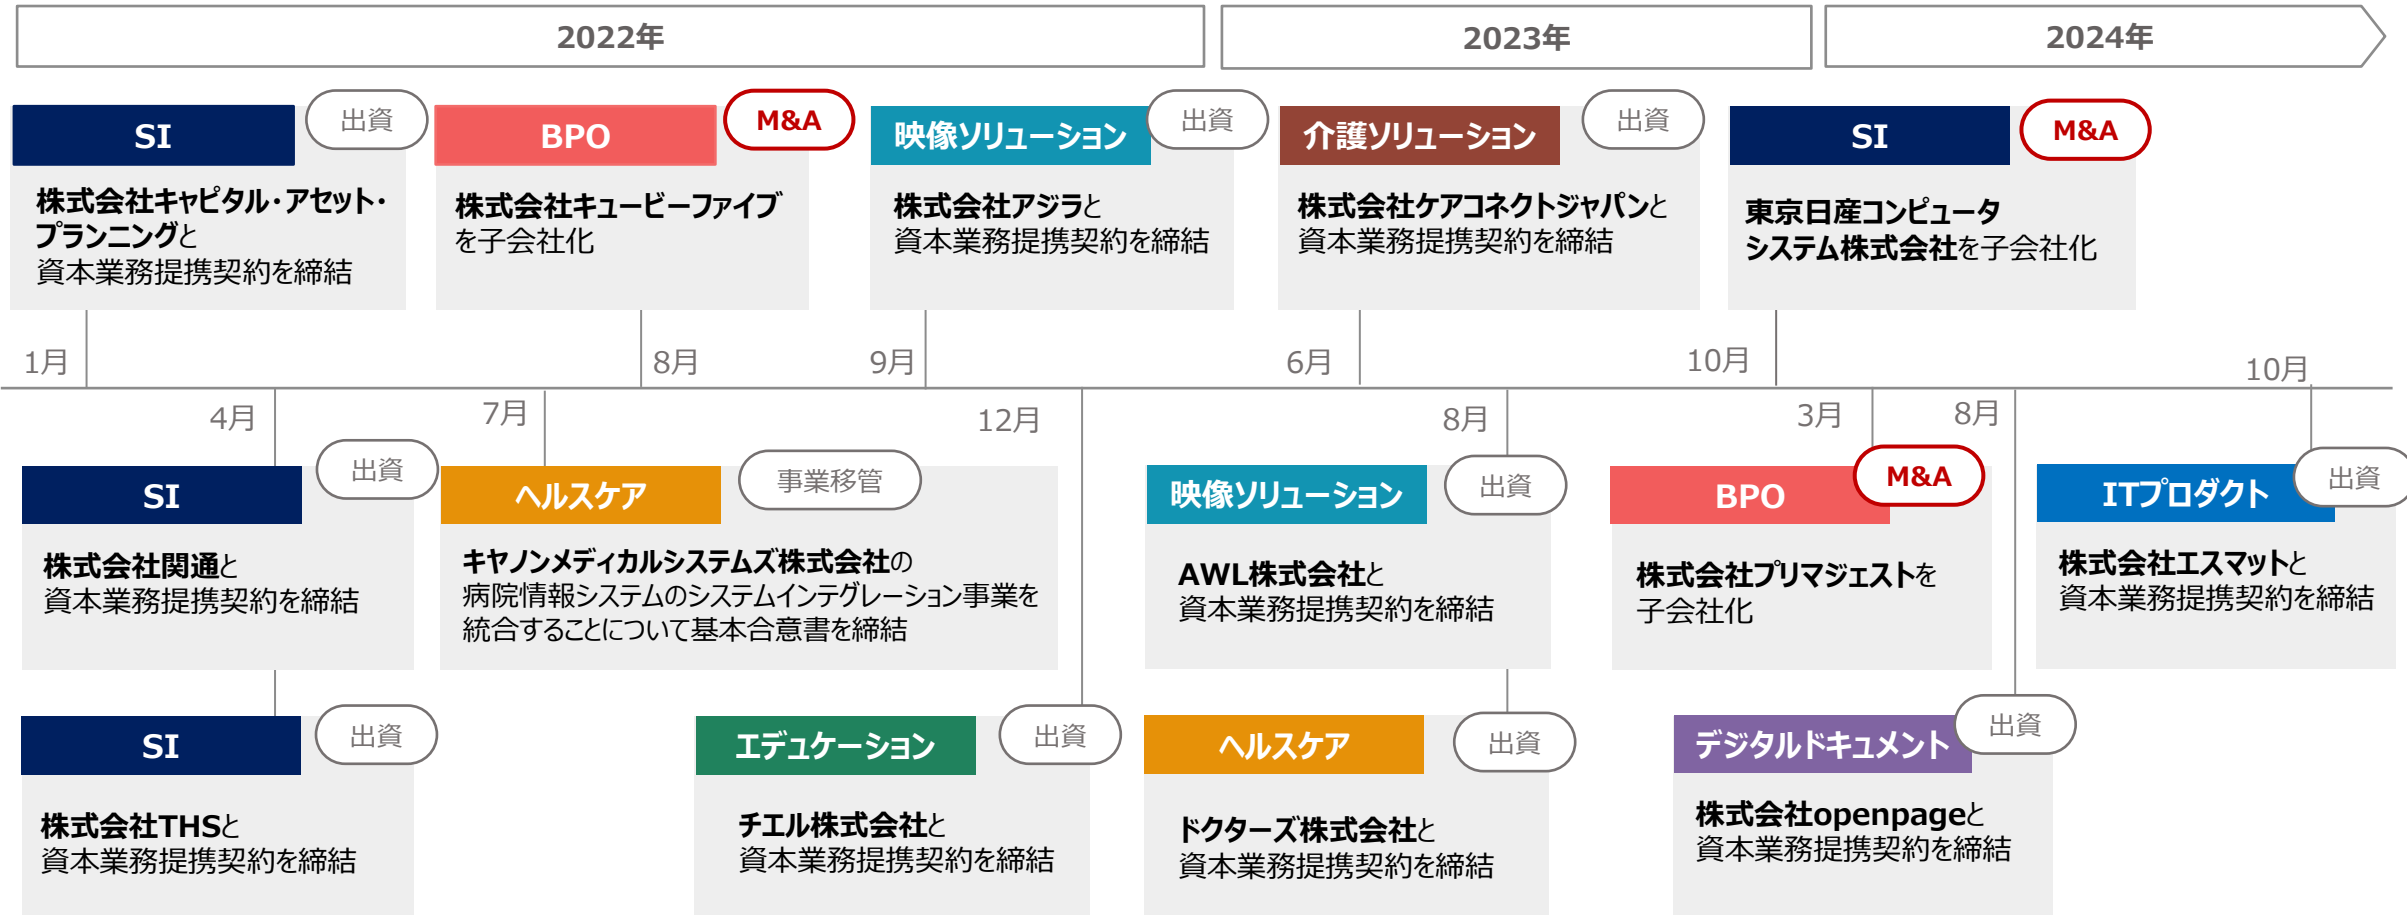 2022年
2023年
2024年
SI
出資
株式会社キャピタル・アセット・
プランニングと
資本業務提携契約を締結
BPO
M&A
株式会社キュービーファイブ
を子会社化
映像ソリューション
出資
株式会社アジラと
資本業務提携契約を締結
介護ソリューション
出資
株式会社ケアコネクトジャパンと
資本業務提携契約を締結
SI
M&A
東京日産コンピュータ
システム株式会社を子会社化
1月
8月
9月
6月
10月
10月
4月
7月
12月
8月
3月
8月
SI
出資
株式会社関通と
資本業務提携契約を締結
ヘルスケア
事業移管
キヤノンメディカルシステムズ株式会社の
病院情報システムのシステムインテグレーション事業を
統合することについて基本合意書を締結
映像ソリューション
出資
AWL株式会社と
資本業務提携契約を締結
BPO
M&A
株式会社プリマジェストを
子会社化
ITプロダクト
出資
株式会社エスマットと
資本業務提携契約を締結
SI
出資
株式会社THSと
資本業務提携契約を締結
エデュケーション
出資
チエル株式会社と
資本業務提携契約を締結
ヘルスケア
出資
ドクターズ株式会社と
資本業務提携契約を締結
デジタルドキュメント
出資
株式会社openpageと
資本業務提携契約を締結